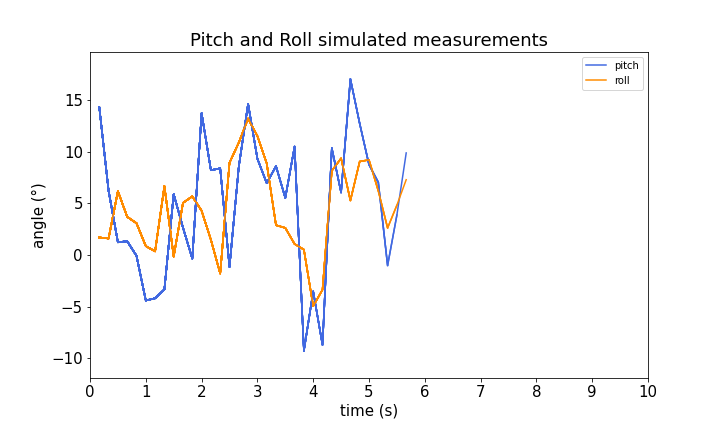 Pitch and Roll simulated measurements
pitch
roll
angle (°)
15
10
5
0
−5
−10
0 1 2 3 4 5 6 7 8 9 10
time (s)